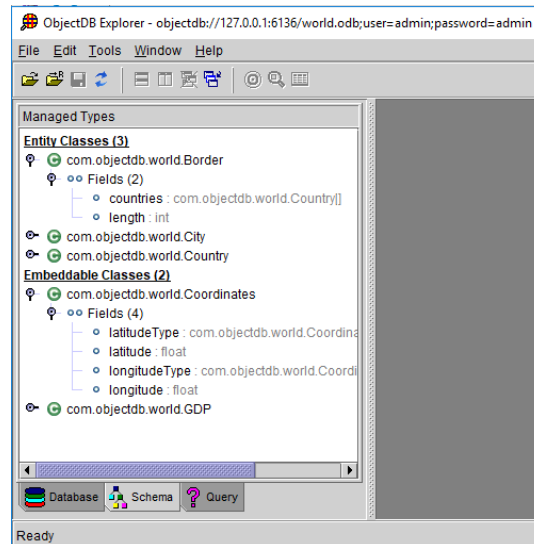 ObjectDB Explorer - objectdb://127.0.0.1:6136/world.odb;user=admin;password=admin
File Edit Tools Window Help
Managed Types
Entity Classes (3)
com.objectdb.world.Border
Fields (2)
countries : com.objectdb.world.Country[]
length : int
com.objectdb.world.City
com.objectdb.world.Country
Embeddable Classes (2)
com.objectdb.world.Coordinates
Fields (4)
latitudeType : com.objectdb.world.Coordina
latitude : float
longitudeType : com.objectdb.world.Coordi
longitude : float
com.objectdb.world.GDP
Database Schema Query
Ready